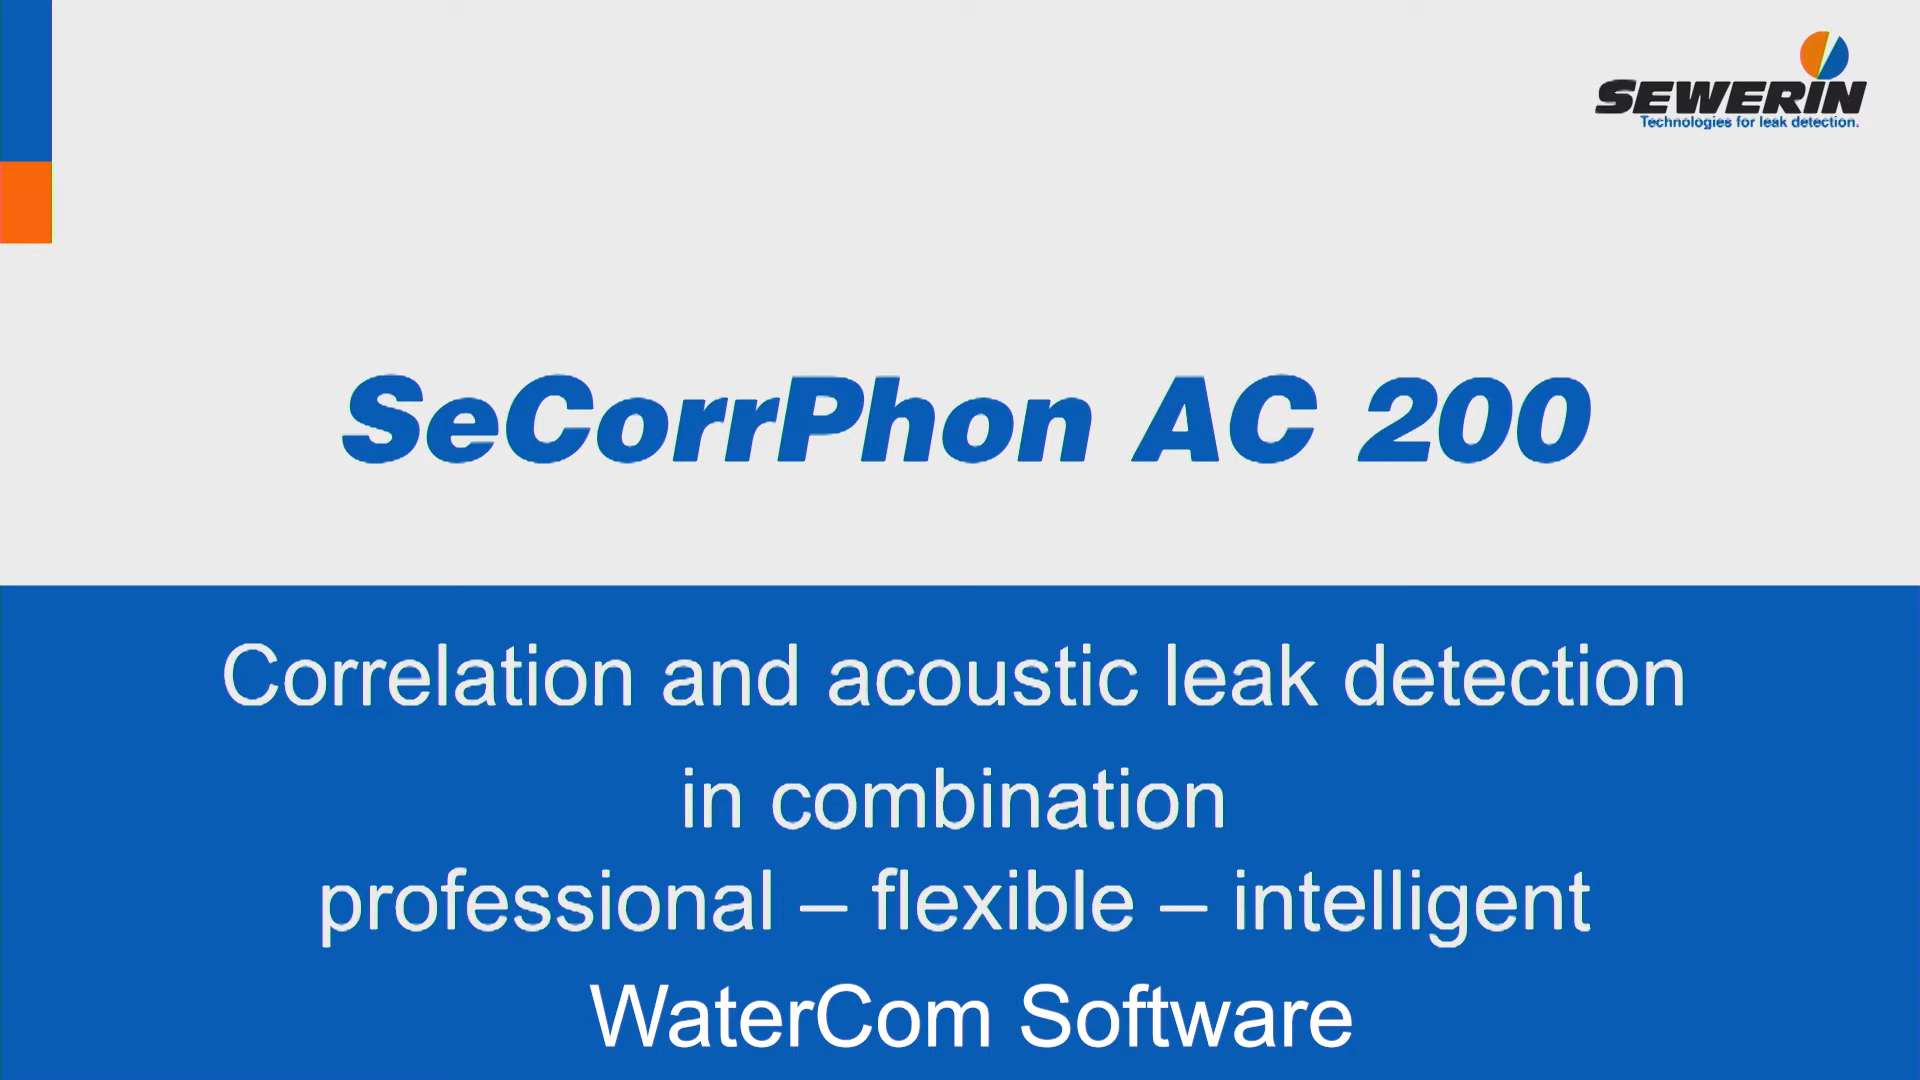 SEWERIN
Technologies for leak detection.
SeCorrPhon AC 200
Correlation and acoustic leak detection
in combination
professional – flexible – intelligent
WaterCom Software